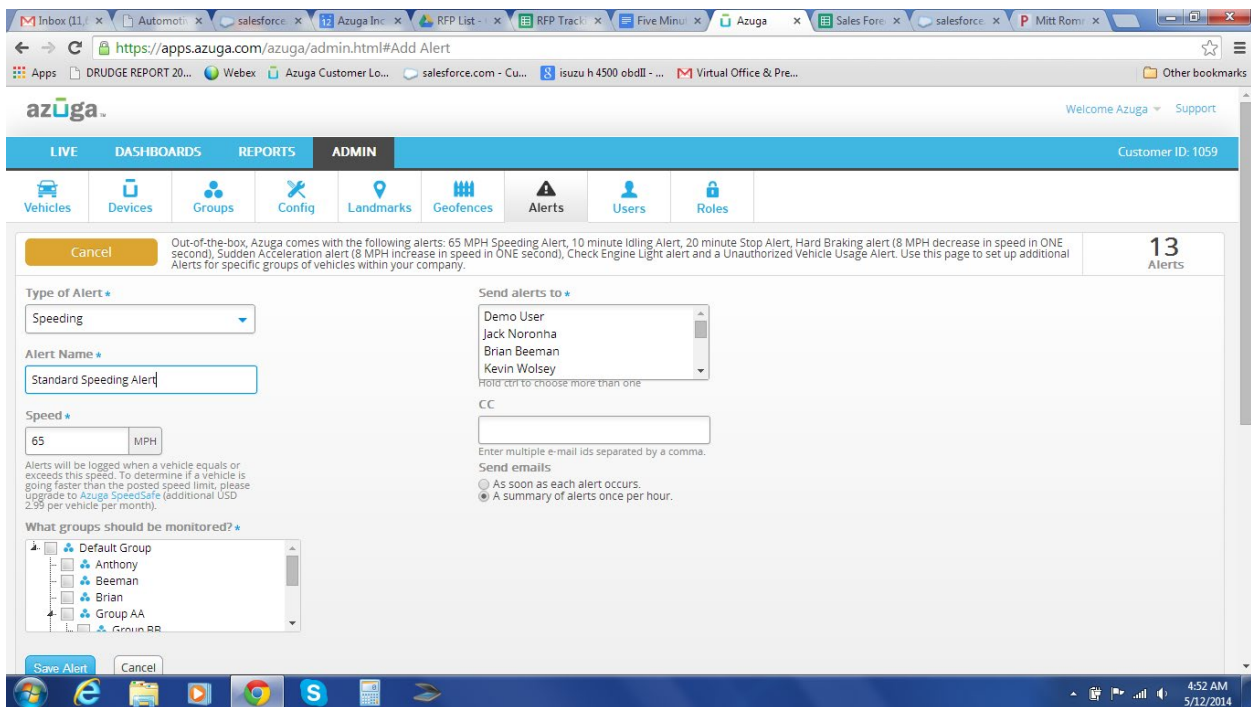 Inbox (11,
Automotiv
salesforce.
Azuga Inc
RFP List -
RFP Track
Five Minu
Azuga
Sales Fore
salesforce.
Mitt Rom
https://apps.azuga.com/azuga/admin.html#Add Alert
Apps DRUDGE REPORT 20... Webex Azuga Customer Lo... salesforce.com - Cu... isuzu h 4500 obdII - ... Virtual Office & Pre... Other bookmarks
azūga™
Welcome Azuga Support
LIVE DASHBOARDS REPORTS ADMIN Customer ID: 1059
Vehicles Devices Groups Config Landmarks Geofences Alerts Users Roles
Cancel
Out-of-the-box, Azuga comes with the following alerts: 65 MPH Speeding Alert, 10 minute Idling Alert, 20 minute Stop Alert, Hard Braking alert (8 MPH decrease in speed in ONE
second), Sudden Acceleration alert (8 MPH increase in speed in ONE second), Check Engine Light alert and a Unauthorized Vehicle Usage Alert. Use this page to set up additional
Alerts for specific groups of vehicles within your company.
13
Alerts
Type of Alert *
Speeding
Alert Name *
Standard Speeding Alert
Speed *
65 MPH
Alerts will be logged when a vehicle equals or
exceeds this speed. To determine if a vehicle is
going faster than the posted speed limit, please
upgrade to Azuga SpeedSafe (additional USD
2.99 per vehicle per month).
What groups should be monitored? *
Default Group
Anthony
Beeman
Brian
Group AA
Group BB
Save Alert Cancel
Send alerts to *
Demo User
Jack Noronha
Brian Beeman
Kevin Wolsey
Hold ctrl to choose more than one
CC
Enter multiple e-mail ids separated by a comma.
Send emails
As soon as each alert occurs.
A summary of alerts once per hour.
4:52 AM
5/12/2014